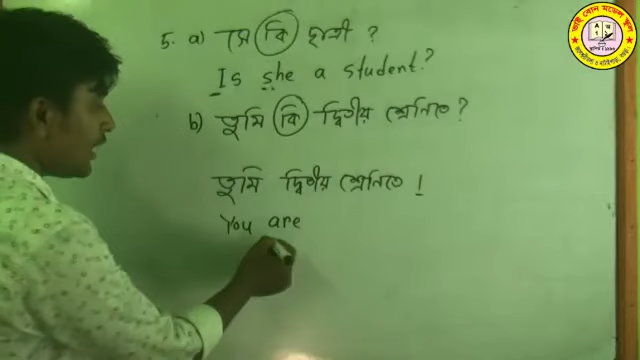 5. a) সে কি ছাত্রী ?
Is she a student?
b) তুমি কি দ্বিতীয় শ্রেনিতে ?
তুমি দ্বিতীয় শ্রেনিতে !
You are